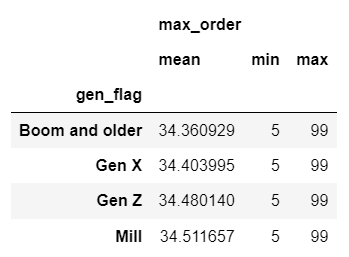 max_order
mean min max
gen_flag
Boom and older 34.360929 5 99
Gen X 34.403995 5 99
Gen Z 34.480140 5 99
Mill 34.511657 5 99